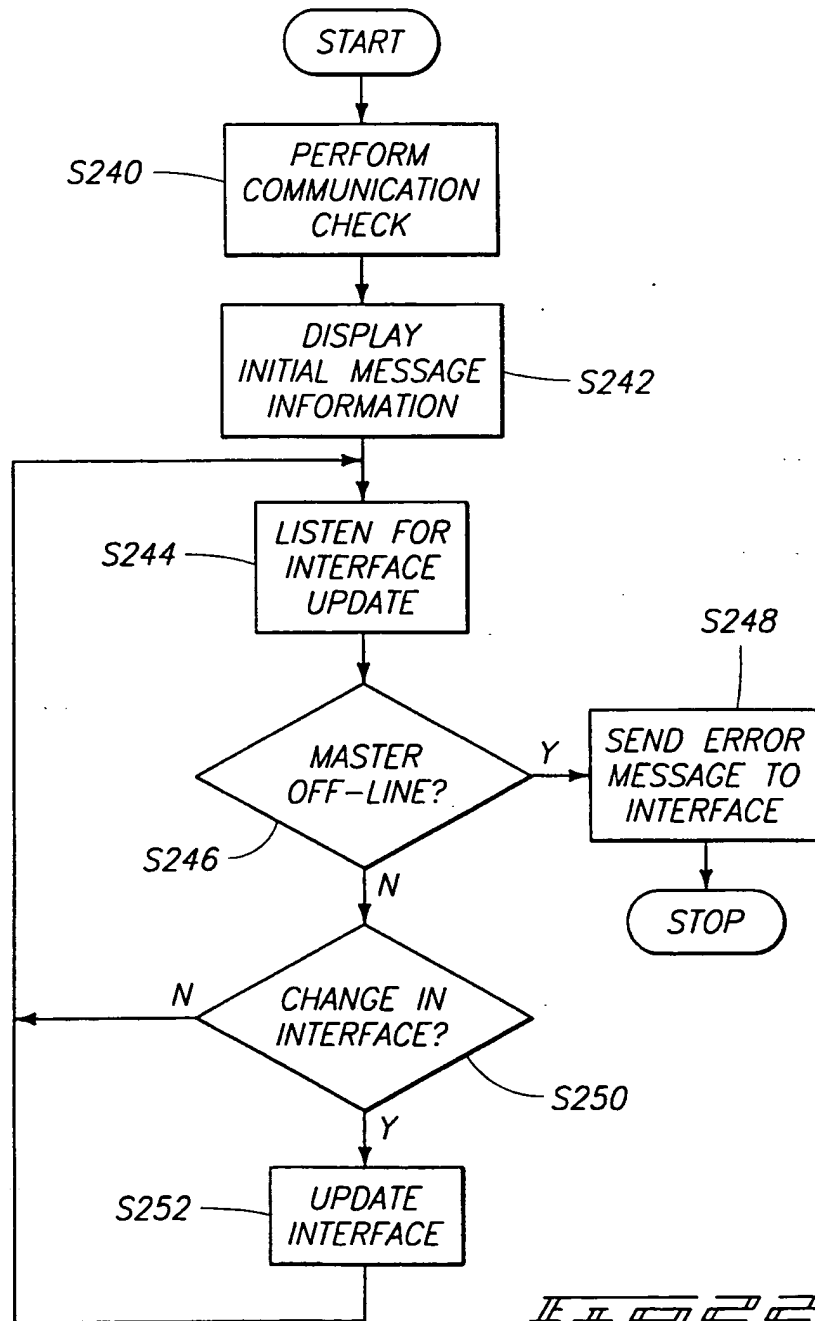 START
S240
PERFORM
COMMUNICATION
CHECK
DISPLAY
INITIAL MESSAGE
INFORMATION
S242
S244
LISTEN FOR
INTERFACE
UPDATE
S248
MASTER
OFF-LINE?
Y
SEND ERROR
MESSAGE TO
INTERFACE
S246
N
STOP
N
CHANGE IN
INTERFACE?
S250
Y
S252
UPDATE
INTERFACE